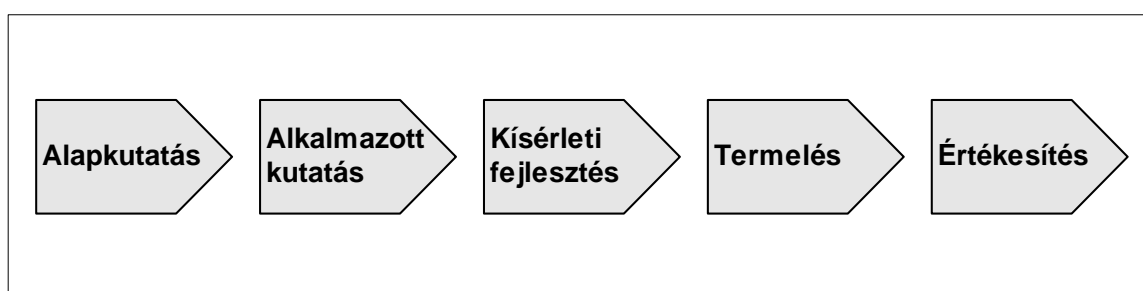 Alapkutatás
Alkalmazott
kutatás
Kísérleti
fejlesztés
Termelés
Értékesítés